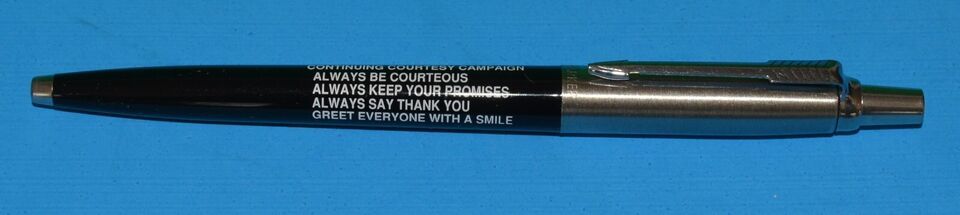 CONTINUING COURTESY CAMPAIGN
ALWAYS BE COURTEOUS
ALWAYS KEEP YOUR PROMISES
ALWAYS SAY THANK YOU
GREET EVERYONE WITH A SMILE